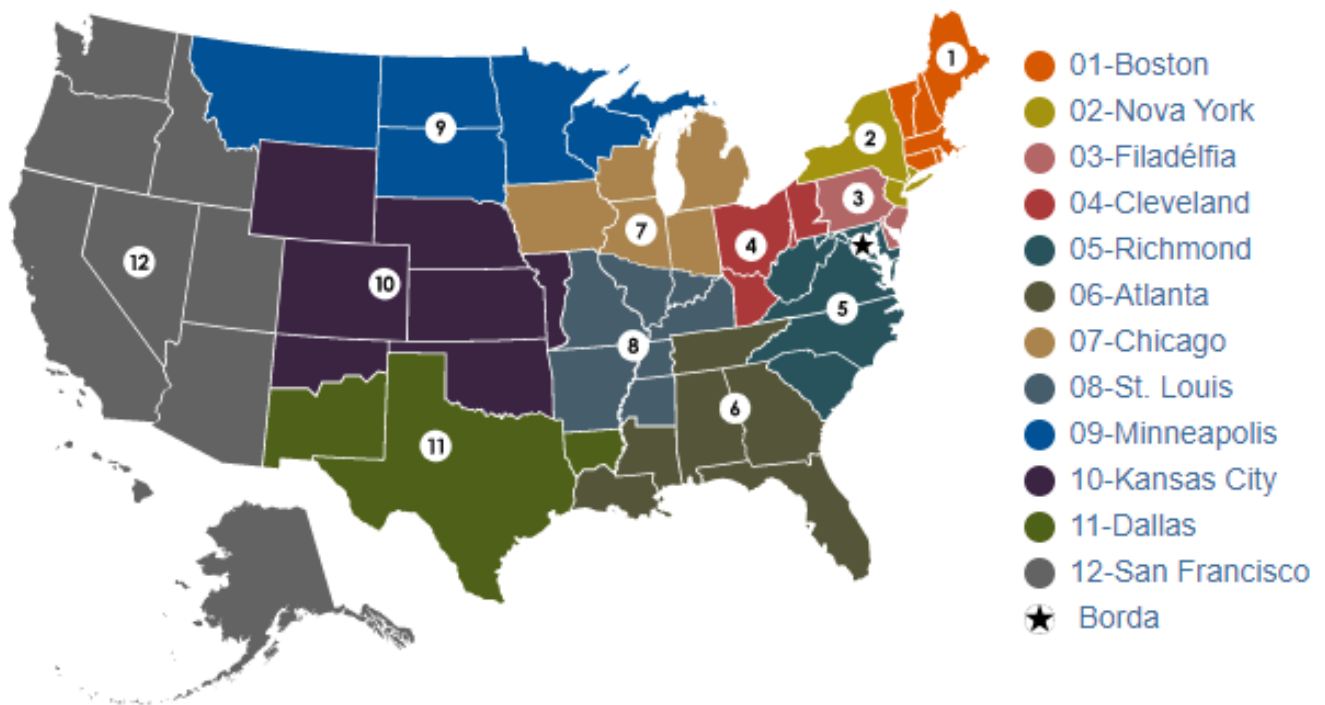 1
2
3
4
5
6
7
8
9
10
11
12
01-Boston
02-Nova York
03-Filadélfia
04-Cleveland
05-Richmond
06-Atlanta
07-Chicago
08-St. Louis
09-Minneapolis
10-Kansas City
11-Dallas
12-San Francisco
Borda